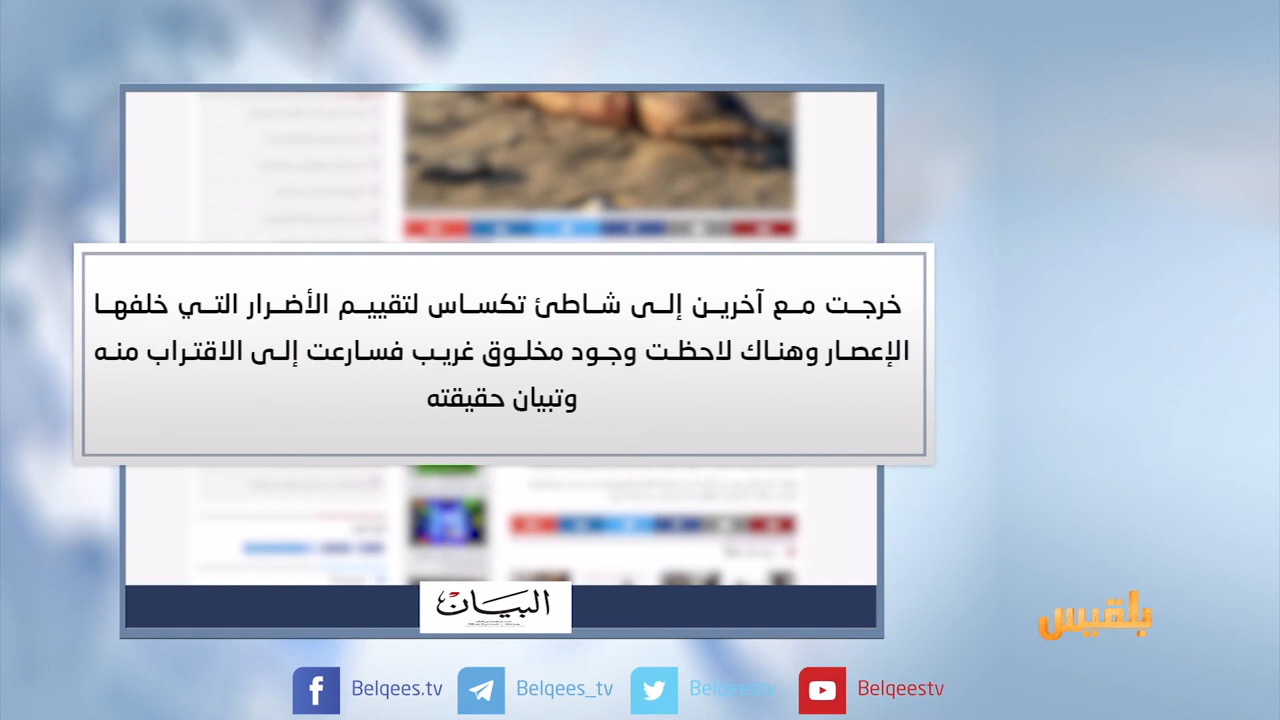 خرجت مع آخرين إلى شاطئ تكساس لتقييم الأضرار التي خلفها
الإعصار وهناك لاحظت وجود مخلوق غريب فسارعت إلى الاقتراب منه
وتبيان حقيقته
البيان
بلقيس
Belqees.tv Belqees_tv Belqeestv Belqeestv